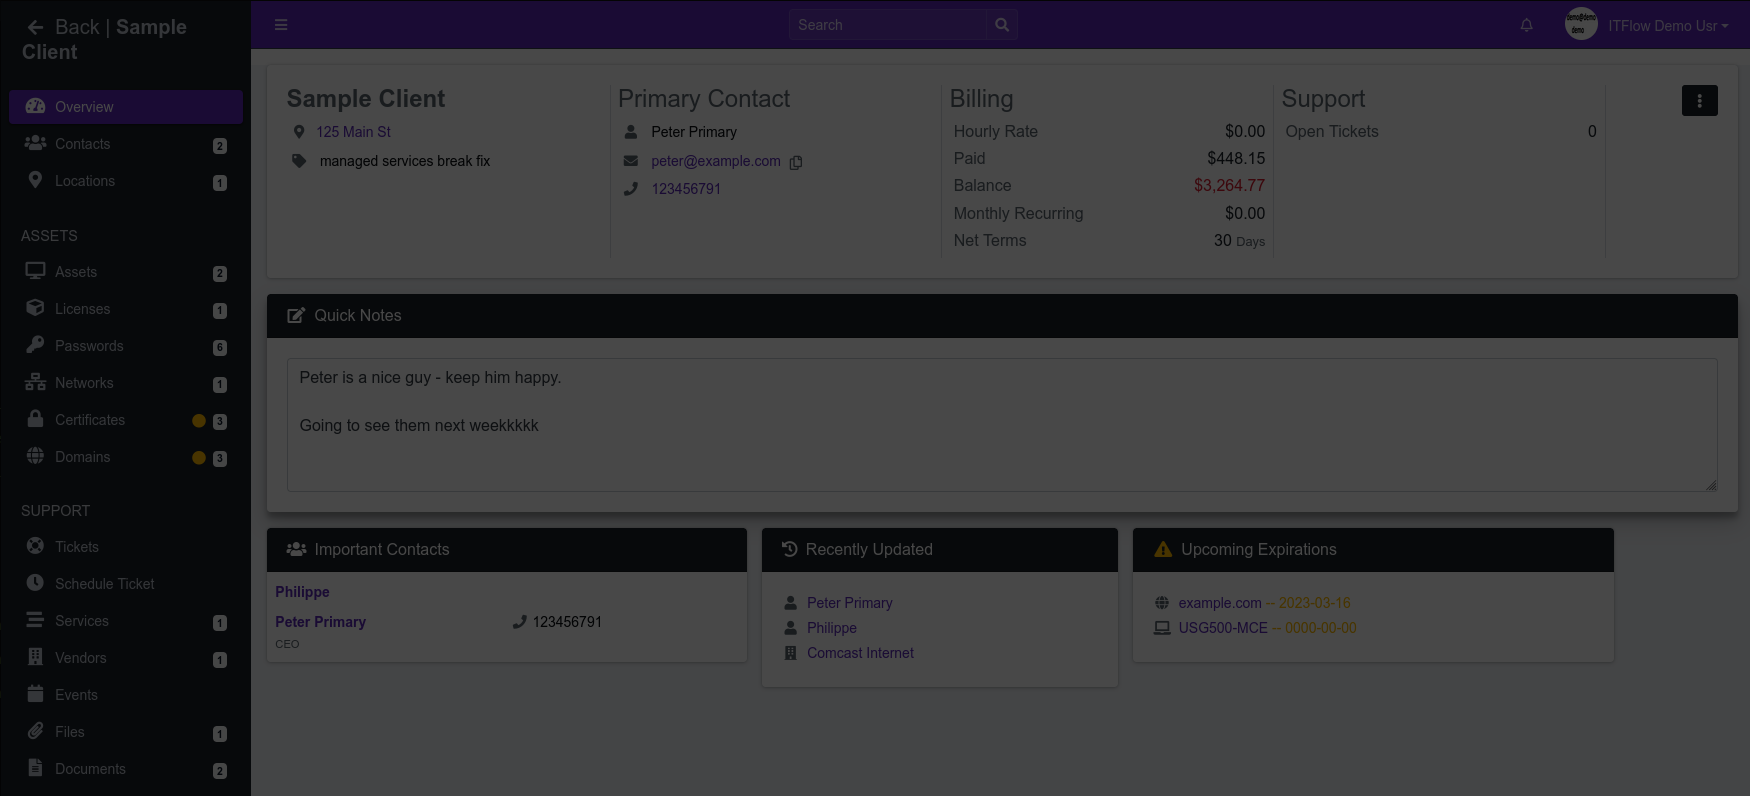 Back | Sample
Client
Search
ITFlow Demo Usr
Overview
Contacts 2
Locations 1
ASSETS
Assets 2
Licenses 1
Passwords 6
Networks 1
Certificates 3
Domains 3
SUPPORT
Tickets
Schedule Ticket
Services 1
Vendors 1
Events
Files 1
Documents 2
Sample Client
125 Main St
managed services break fix
Primary Contact
Peter Primary
peter@example.com
123456791
Billing
Hourly Rate $0.00
Paid $448.15
Balance $3,264.77
Monthly Recurring $0.00
Net Terms 30 Days
Support
Open Tickets 0
Quick Notes
Peter is a nice guy - keep him happy.
Going to see them next weekkkkk
Important Contacts
Philippe
Peter Primary 123456791
CEO
Recently Updated
Peter Primary
Philippe
Comcast Internet
Upcoming Expirations
example.com -- 2023-03-16
USG500-MCE -- 0000-00-00